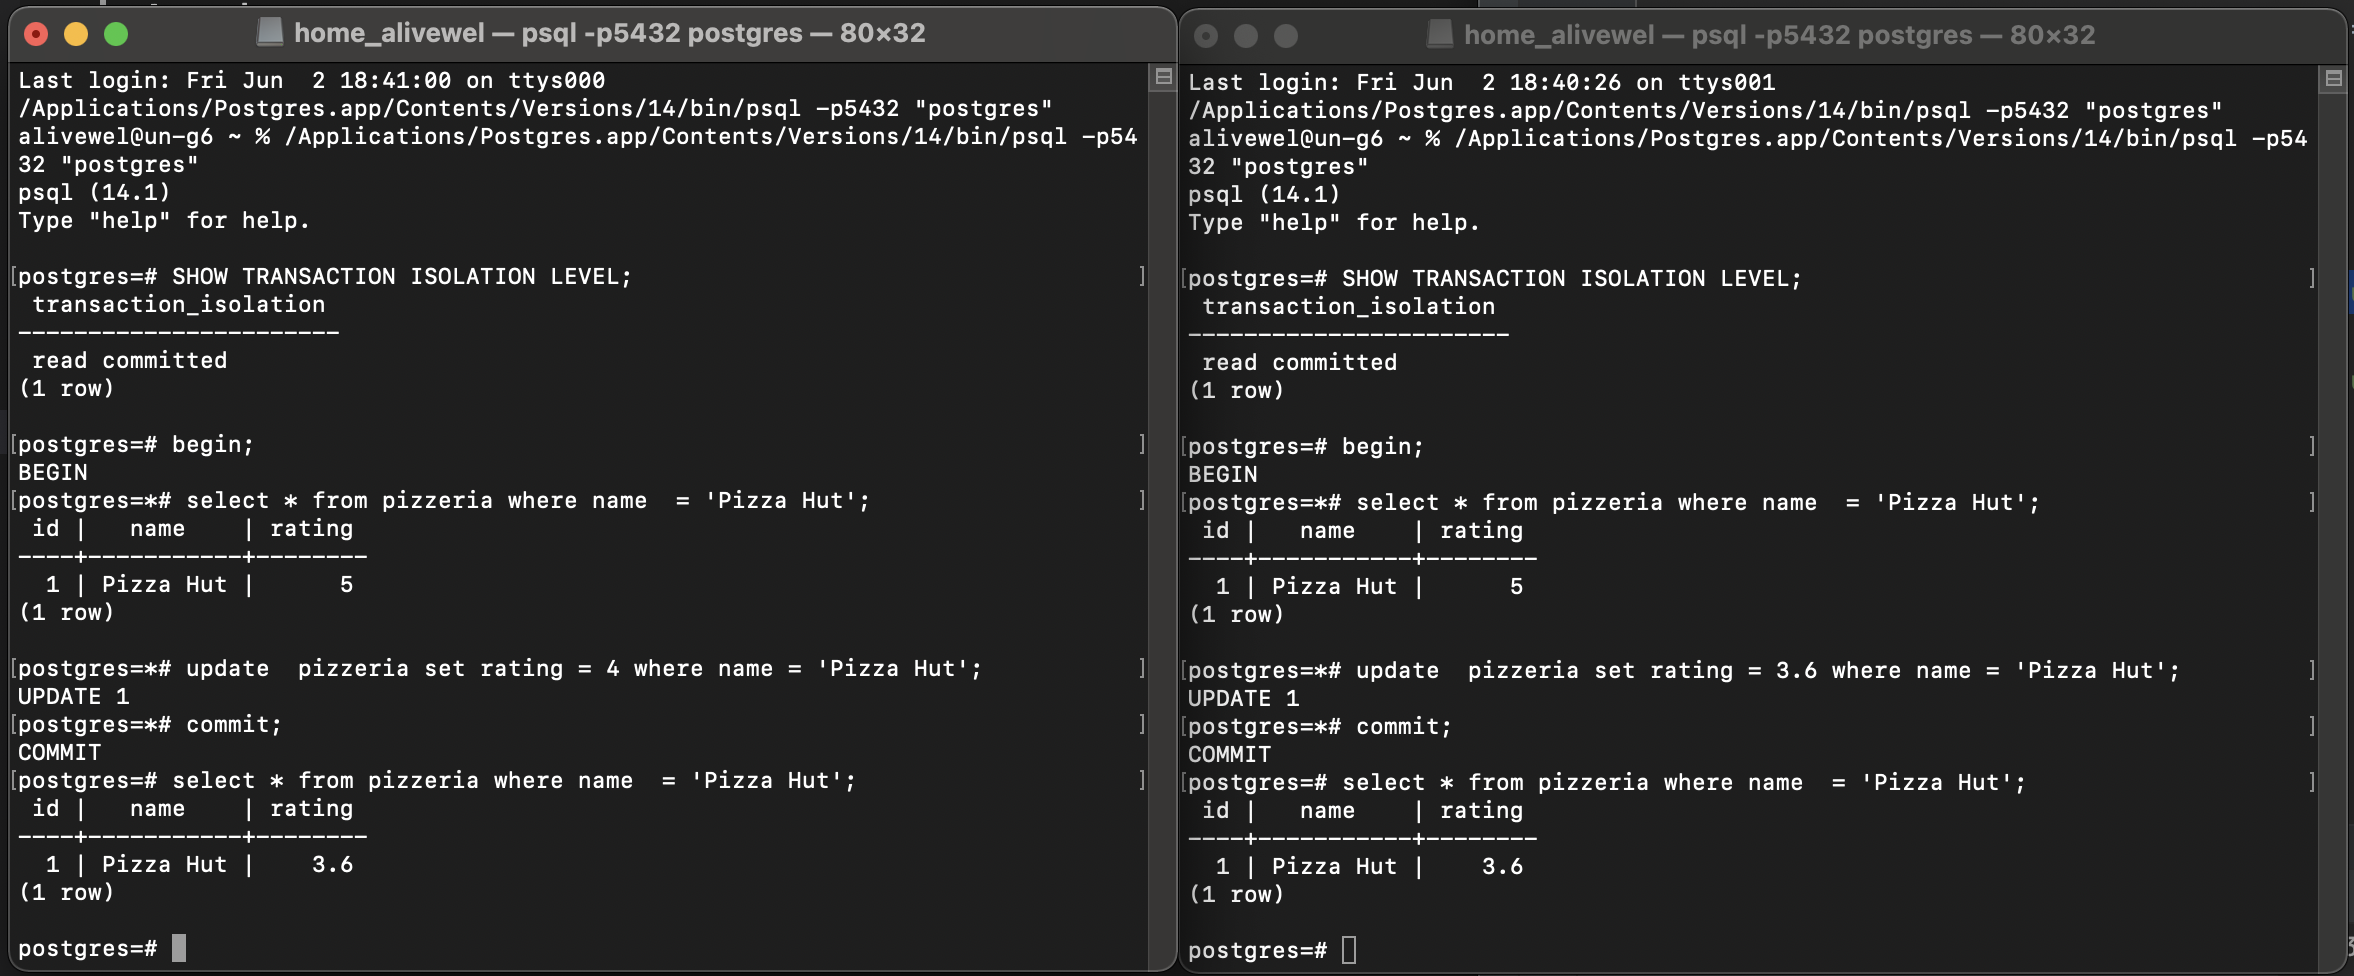 home_alivewel — psql -p5432 postgres — 80×32
Last login: Fri Jun  2 18:41:00 on ttys000
/Applications/Postgres.app/Contents/Versions/14/bin/psql -p5432 "postgres"
alivewel@un-g6 ~ % /Applications/Postgres.app/Contents/Versions/14/bin/psql -p54
32 "postgres"
psql (14.1)
Type "help" for help.

[postgres=# SHOW TRANSACTION ISOLATION LEVEL; ]
 transaction_isolation
-----------------------
 read committed
(1 row)

[postgres=# begin; ]
BEGIN
[postgres=*# select * from pizzeria where name  = 'Pizza Hut'; ]
 id |   name    | rating
----+-----------+--------
  1 | Pizza Hut |      5
(1 row)

[postgres=*# update  pizzeria set rating = 4 where name = 'Pizza Hut'; ]
UPDATE 1
[postgres=*# commit; ]
COMMIT
[postgres=# select * from pizzeria where name  = 'Pizza Hut'; ]
 id |   name    | rating
----+-----------+--------
  1 | Pizza Hut |    3.6
(1 row)

postgres=#
home_alivewel — psql -p5432 postgres — 80×32
Last login: Fri Jun  2 18:40:26 on ttys001
/Applications/Postgres.app/Contents/Versions/14/bin/psql -p5432 "postgres"
alivewel@un-g6 ~ % /Applications/Postgres.app/Contents/Versions/14/bin/psql -p54
32 "postgres"
psql (14.1)
Type "help" for help.

[postgres=# SHOW TRANSACTION ISOLATION LEVEL; ]
 transaction_isolation
-----------------------
 read committed
(1 row)

[postgres=# begin; ]
BEGIN
[postgres=*# select * from pizzeria where name  = 'Pizza Hut'; ]
 id |   name    | rating
----+-----------+--------
  1 | Pizza Hut |      5
(1 row)

[postgres=*# update  pizzeria set rating = 3.6 where name = 'Pizza Hut'; ]
UPDATE 1
[postgres=*# commit; ]
COMMIT
[postgres=# select * from pizzeria where name  = 'Pizza Hut'; ]
 id |   name    | rating
----+-----------+--------
  1 | Pizza Hut |    3.6
(1 row)

postgres=#